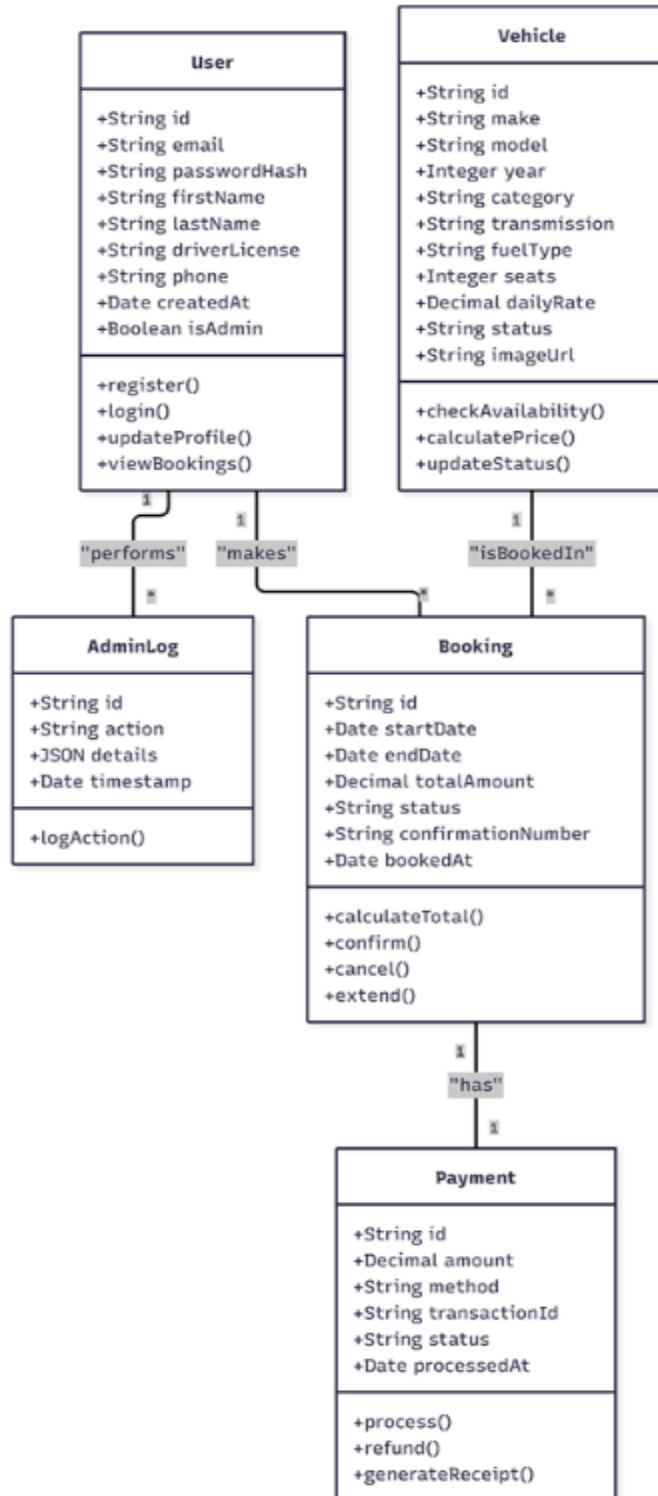 User
+String id
+String email
+String passwordHash
+String firstName
+String lastName
+String driverLicense
+String phone
+Date createdAt
+Boolean isAdmin
+register()
+login()
+updateProfile()
+viewBookings()
Vehicle
+String id
+String make
+String model
+Integer year
+String category
+String transmission
+String fuelType
+Integer seats
+Decimal dailyRate
+String status
+String imageUrl
+checkAvailability()
+calculatePrice()
+updateStatus()
1
"performs"
*
1
"makes"
*
1
"isBookedIn"
*
AdminLog
+String id
+String action
+JSON details
+Date timestamp
+logAction()
Booking
+String id
+Date startDate
+Date endDate
+Decimal totalAmount
+String status
+String confirmationNumber
+Date bookedAt
+calculateTotal()
+confirm()
+cancel()
+extend()
1
"has"
1
Payment
+String id
+Decimal amount
+String method
+String transactionId
+String status
+Date processedAt
+process()
+refund()
+generateReceipt()